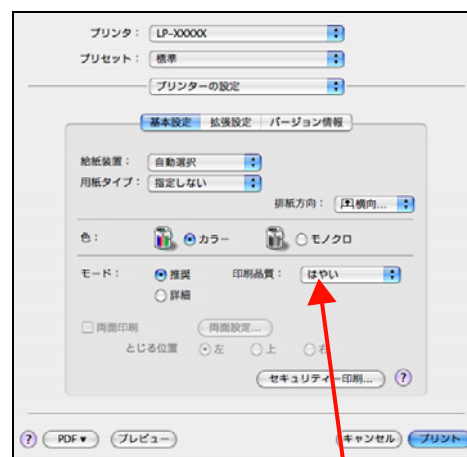 プリンタ： LP-XXXXX
プリセット： 標準
プリンターの設定
基本設定 拡張設定 バージョン情報
給紙装置： 自動選択
用紙タイプ： 指定しない
排紙方向： 横向...
色： カラー モノクロ
モード： 推奨 印刷品質： はやい
詳細
両面印刷 両面設定...
とじる位置 左 上 右
セキュリティー印刷... ?
? PDF▼ プレビュー キャンセル プリント